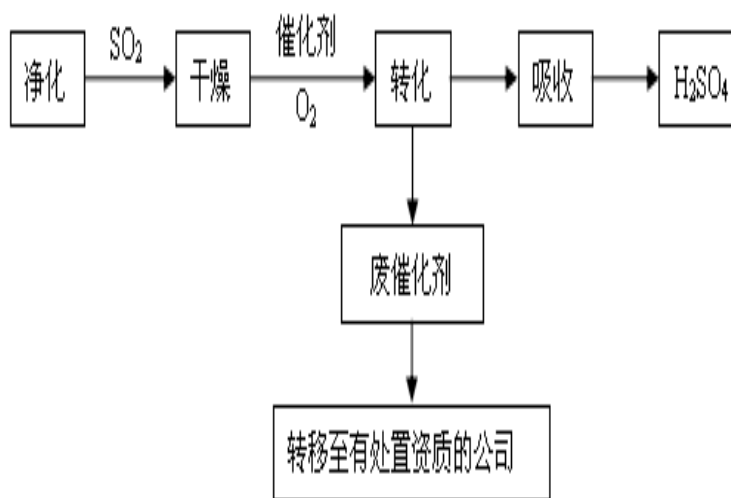 净化
SO₂
干燥
催化剂
O₂
转化
吸收
H₂SO₄
废催化剂
转移至有处置资质的公司